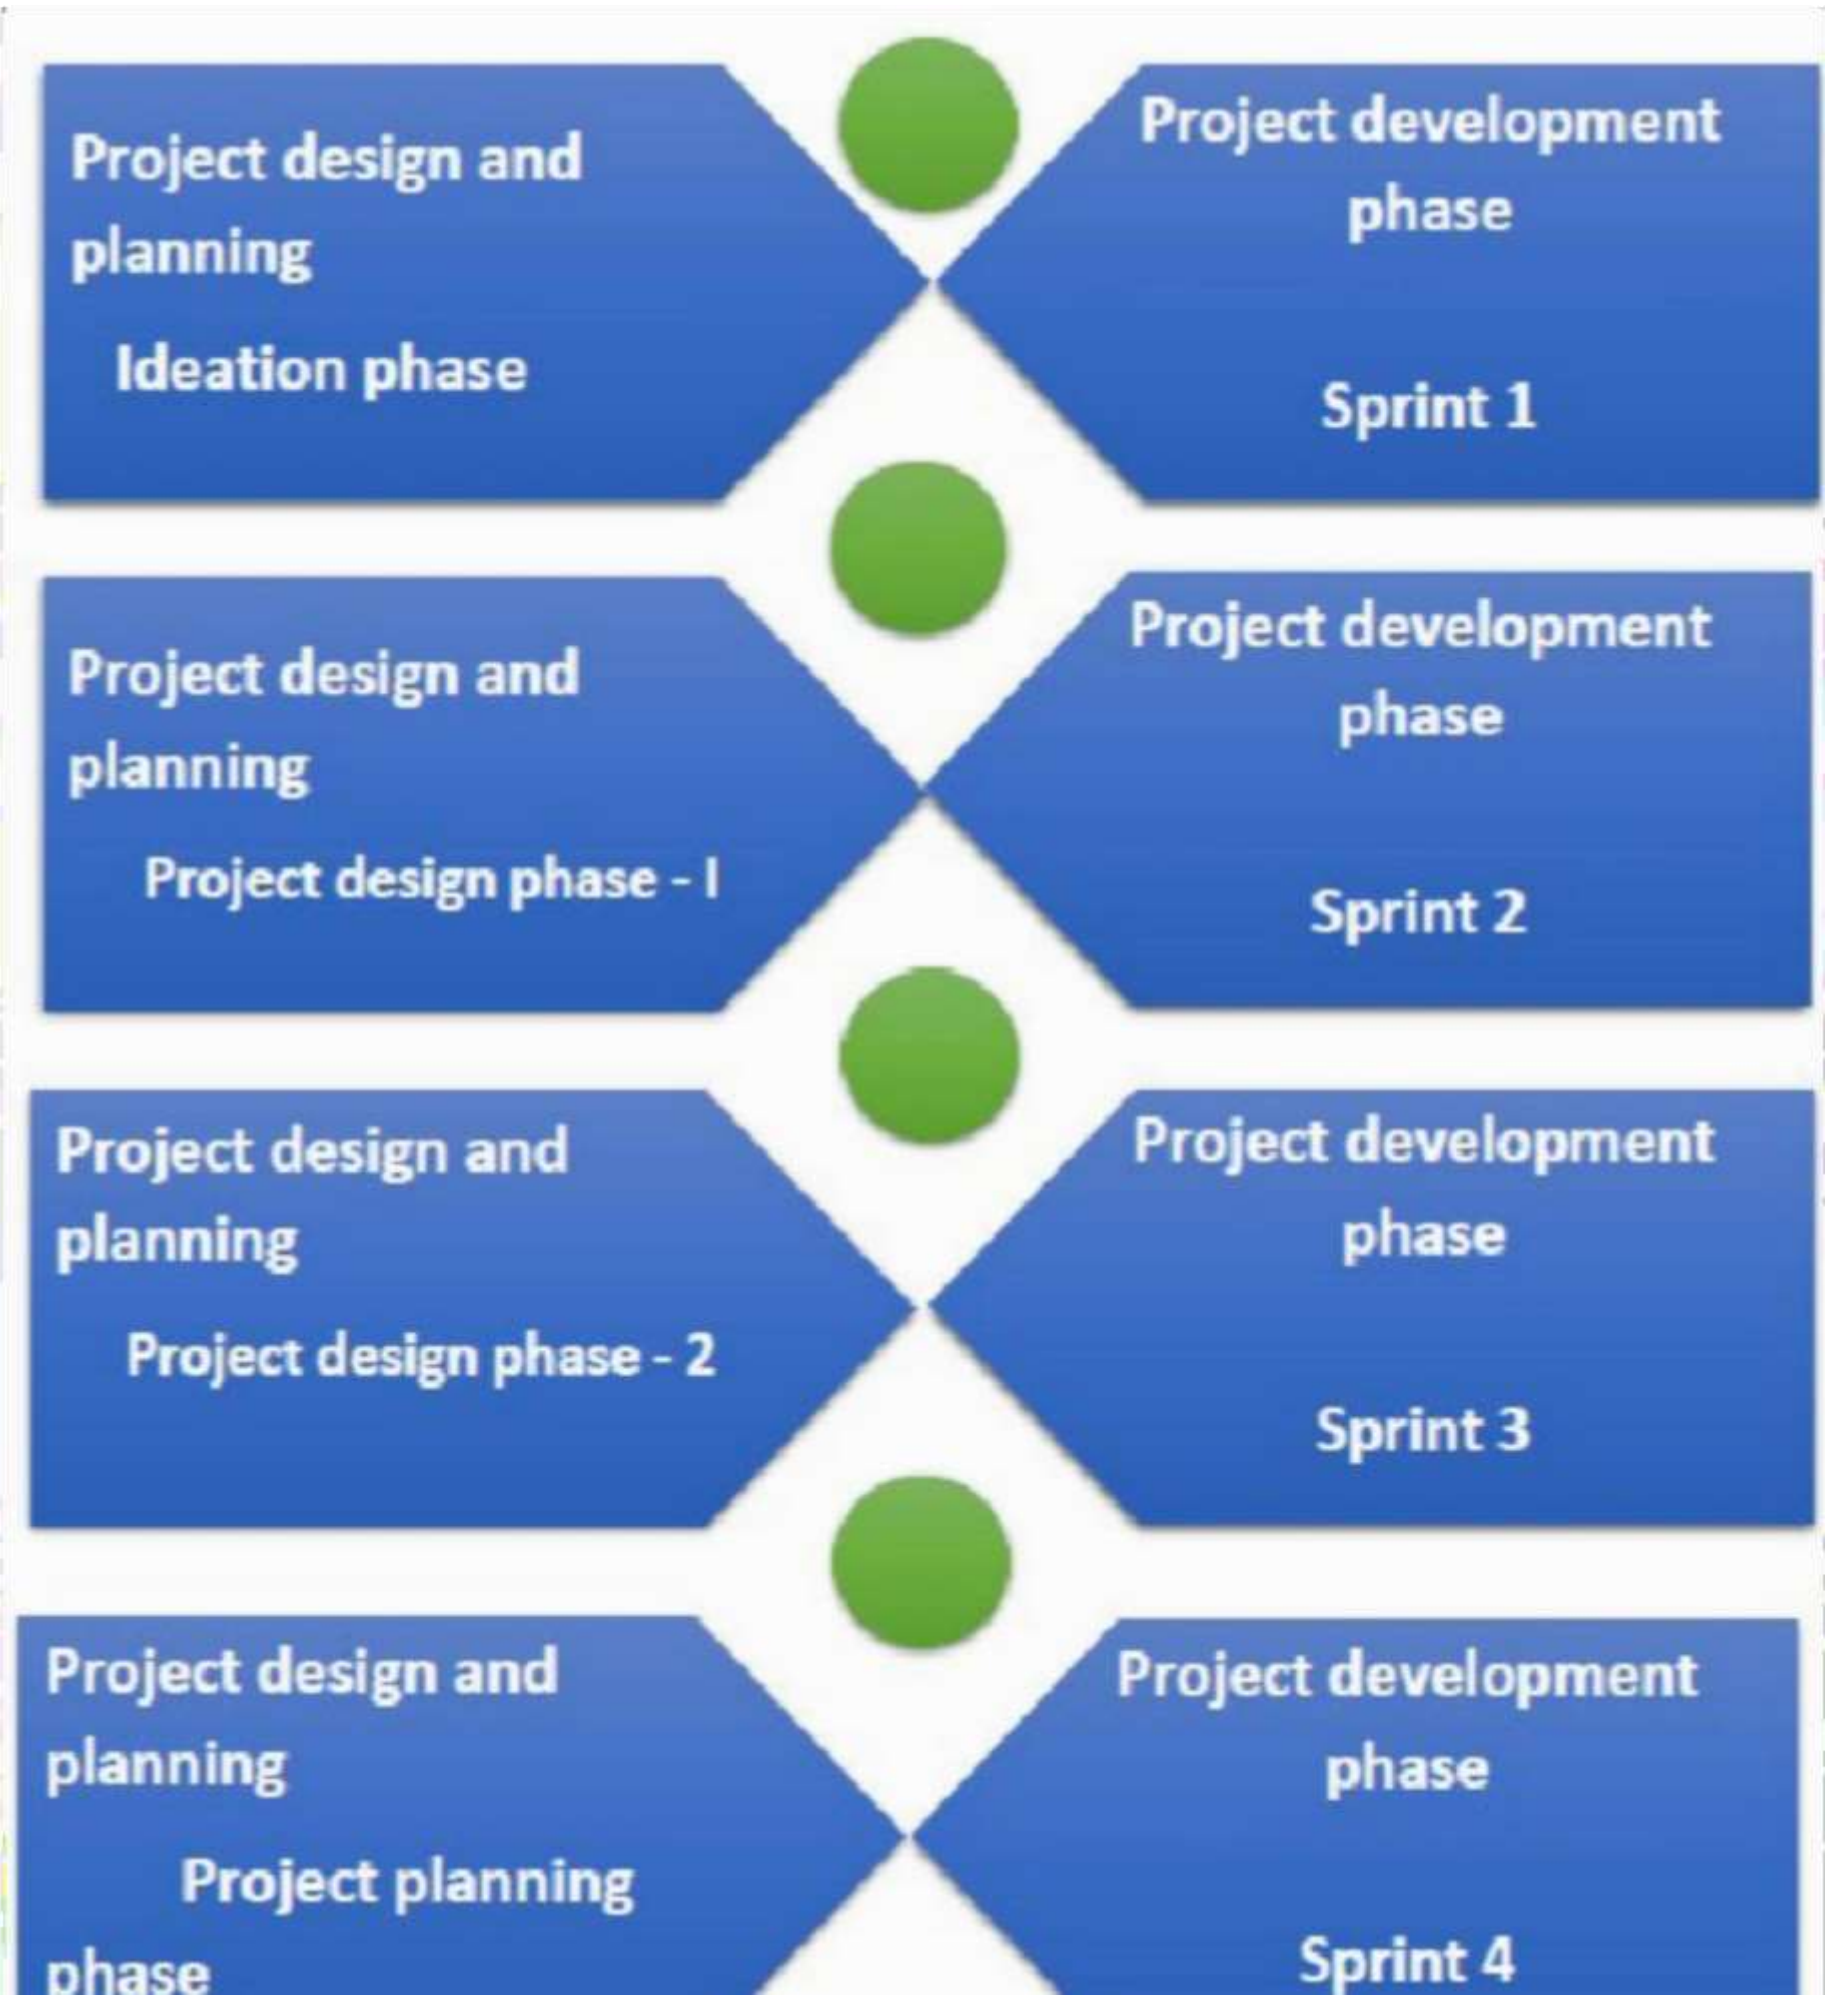 Project design and
planning
Ideation phase
Project development
phase
Sprint 1
Project design and
planning
Project design phase - I
Project development
phase
Sprint 2
Project design and
planning
Project design phase - 2
Project development
phase
Sprint 3
Project design and
planning
Project planning
phase
Project development
phase
Sprint 4